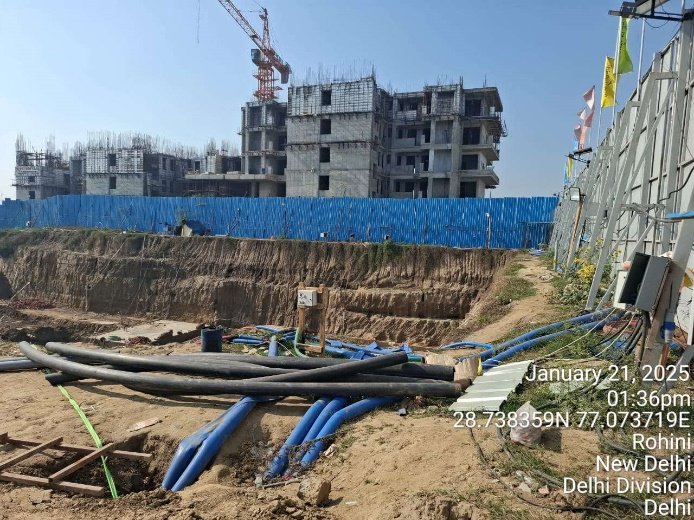 January 21, 2025
01:36pm
28.738359N 77.073719E
Rohini
New Delhi
Delhi Division
Delhi